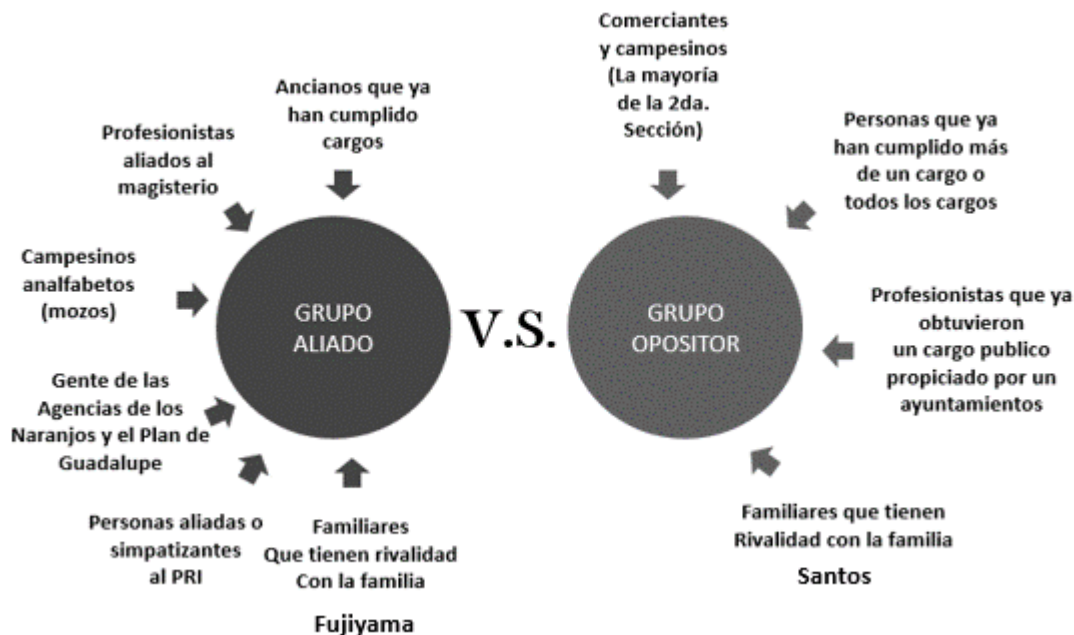 Ancianos que ya
han cumplido
cargos
Profesionistas
aliados al
magisterio
Campesinos
analfabetos
(mozos)
Gente de las
Agencias de los
Naranjos y el Plan de
Guadalupe
Personas aliadas o
simpatizantes
al PRI
Familiares
Que tienen rivalidad
Con la familia
Fujiyama
GRUPO
ALIADO
V.S.
GRUPO
OPOSITOR
Comerciantes
y campesinos
(La mayoría
de la 2da.
Sección)
Personas que ya
han cumplido más
de un cargo o
todos los cargos
Profesionistas que ya
obtuvieron
un cargo publico
propiciado por un
ayuntamientos
Familiares que tienen
Rivalidad con la familia
Santos